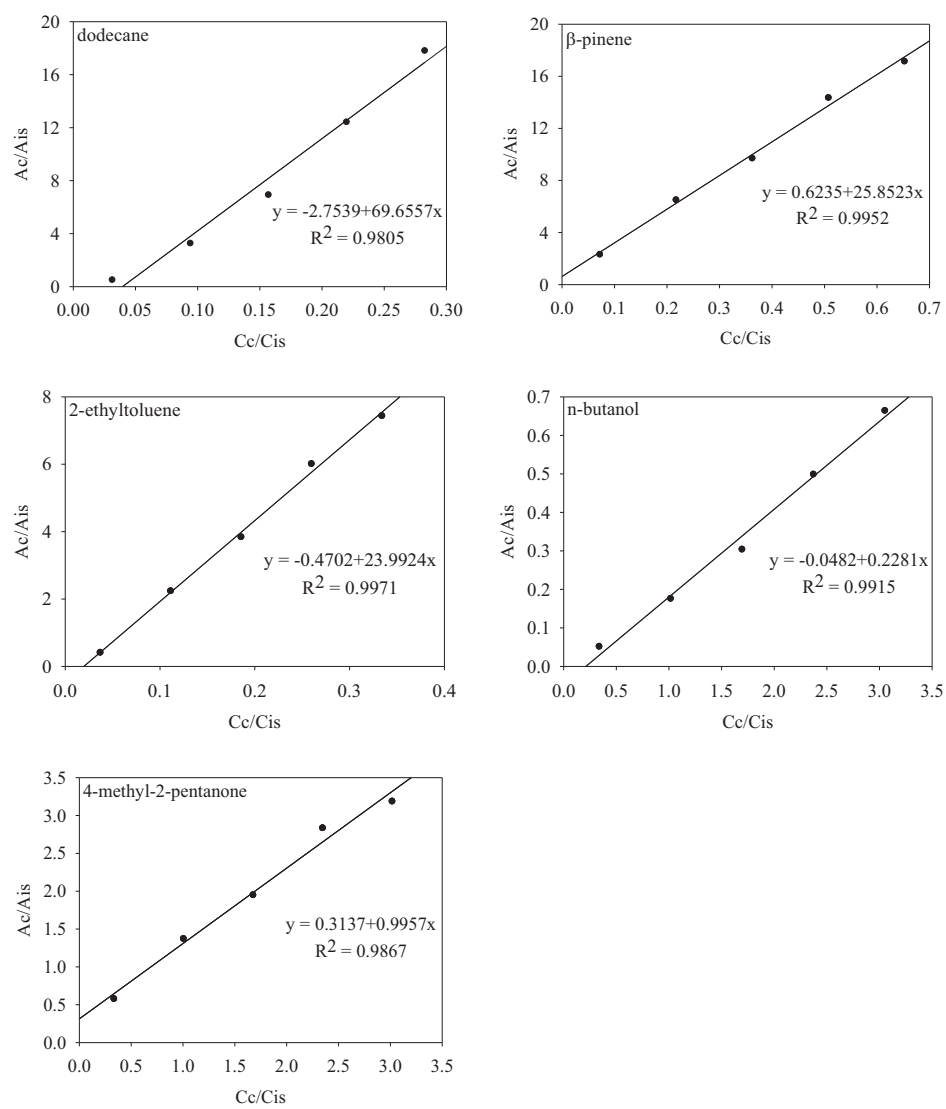 dodecane
20
16
12
8
4
0
Ac/Ais
y = -2.7539+69.6557x
R2 = 0.9805
0.00 0.05 0.10 0.15 0.20 0.25 0.30
Cc/Cis
β-pinene
20
16
12
8
4
0
Ac/Ais
y = 0.6235+25.8523x
R2 = 0.9952
0.0 0.1 0.2 0.3 0.4 0.5 0.6 0.7
Cc/Cis
2-ethyltoluene
8
6
4
2
0
Ac/Ais
y = -0.4702+23.9924x
R2 = 0.9971
0.0 0.1 0.2 0.3 0.4
Cc/Cis
n-butanol
0.7
0.6
0.5
0.4
0.3
0.2
0.1
0.0
Ac/Ais
y = -0.0482+0.2281x
R2 = 0.9915
0.0 0.5 1.0 1.5 2.0 2.5 3.0 3.5
Cc/Cis
4-methyl-2-pentanone
3.5
3.0
2.5
2.0
1.5
1.0
0.5
0.0
Ac/Ais
y = 0.3137+0.9957x
R2 = 0.9867
0.0 0.5 1.0 1.5 2.0 2.5 3.0 3.5
Cc/Cis